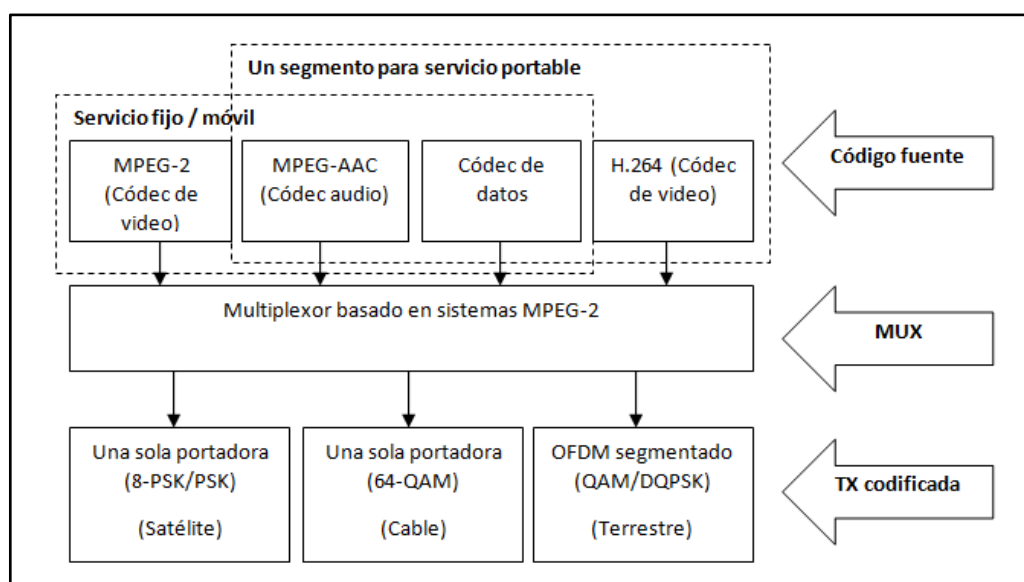 Un segmento para servicio portable
Servicio fijo / móvil
MPEG-2
(Códec de
video)
MPEG-AAC
(Códec audio)
Códec de
datos
H.264 (Códec
de video)
Código fuente
Multiplexor basado en sistemas MPEG-2
MUX
Una sola portadora
(8-PSK/PSK)
(Satélite)
Una sola portadora
(64-QAM)
(Cable)
OFDM segmentado
(QAM/DQPSK)
(Terrestre)
TX codificada